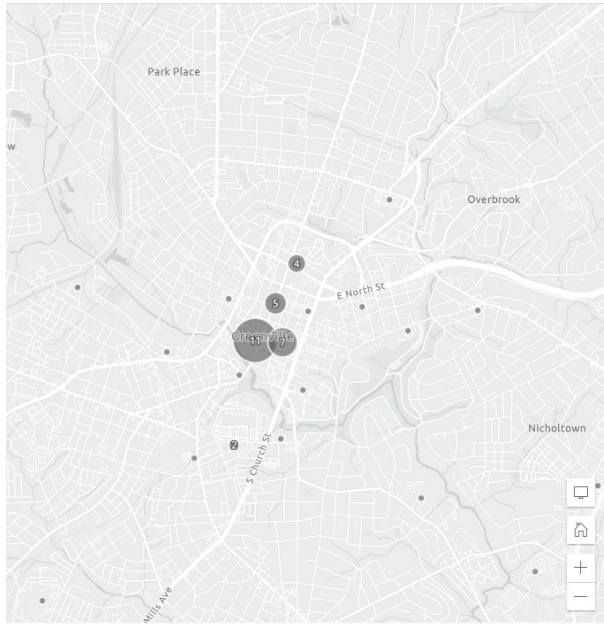 Park Place
w
Overbrook
4
E North St
5
Greenville
11
7
Nicholtown
2
S Church St
Mills Ave